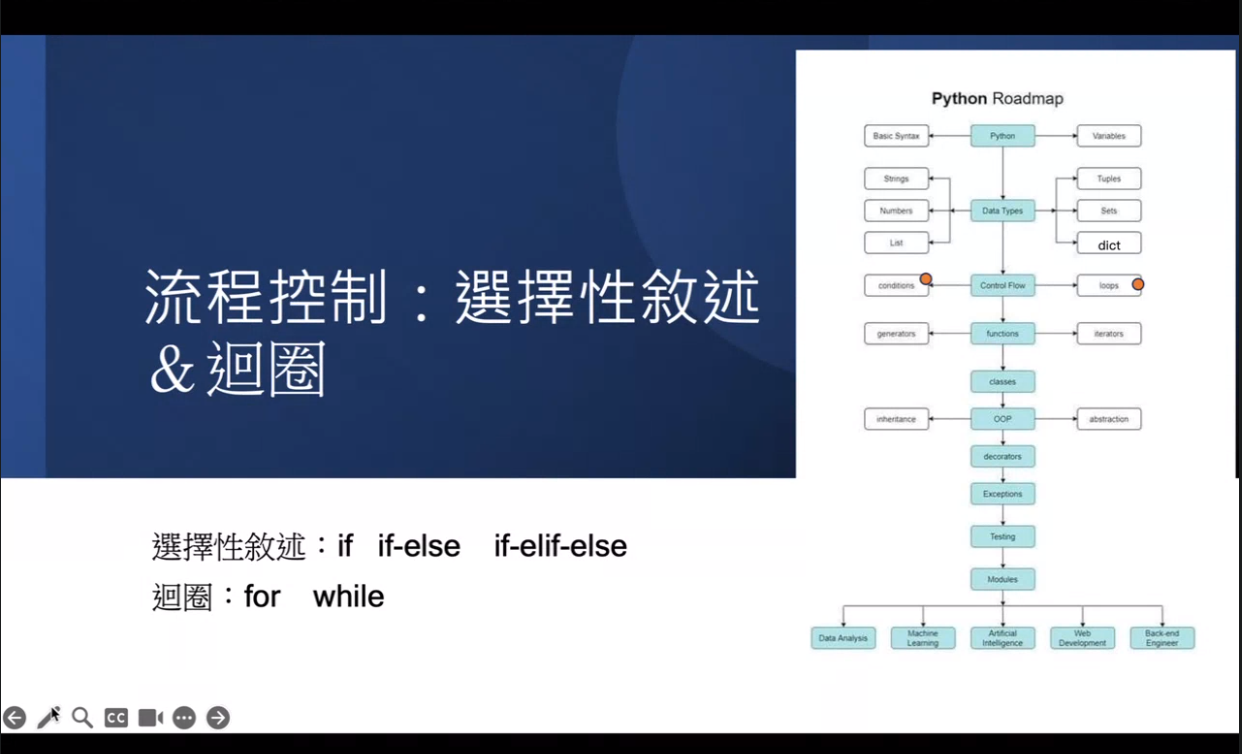 流程控制：選擇性敘述
&迴圈
選擇性敘述：if if-else if-elif-else
迴圈：for while
Python Roadmap
Basic Syntax
Python
Variables
Strings
Tuples
Numbers
Data Types
Sets
List
dict
conditions
Control Flow
loops
generators
functions
iterators
classes
inheritance
OOP
abstraction
decorators
Exceptions
Testing
Modules
Data Analysis
Machine
Learning
Artificial
Intelligence
Web
Development
Back-end
Engineer
CC